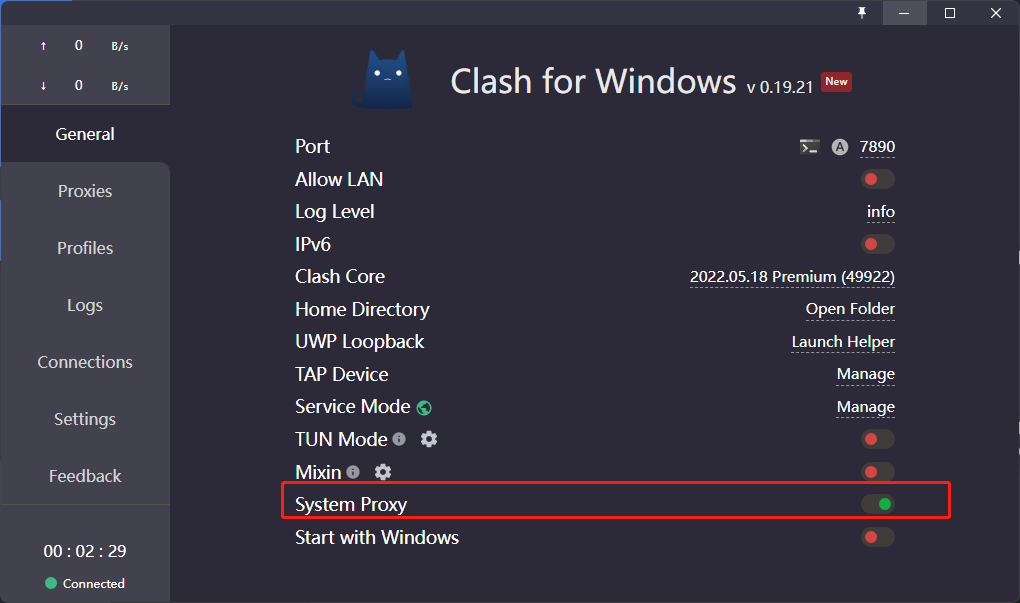 ↑ 0 B/s
↓ 0 B/s
General
Proxies
Profiles
Logs
Connections
Settings
Feedback
00 : 02 : 29
Connected
Clash for Windows v 0.19.21 New
Port A 7890
Allow LAN
Log Level info
IPv6
Clash Core 2022.05.18 Premium (49922)
Home Directory Open Folder
UWP Loopback Launch Helper
TAP Device Manage
Service Mode Manage
TUN Mode
Mixin
System Proxy
Start with Windows